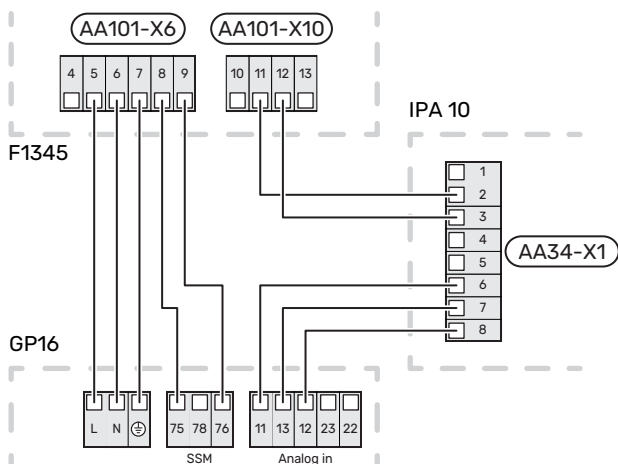 AA101-X6 AA101-X10
4 5 6 7 8 9 10 11 12 13
IPA 10
F1345
1
2
3
4
AA34-X1
5
6
7
8
GP16
L N 75 78 76 11 13 12 23 22
SSM Analog in